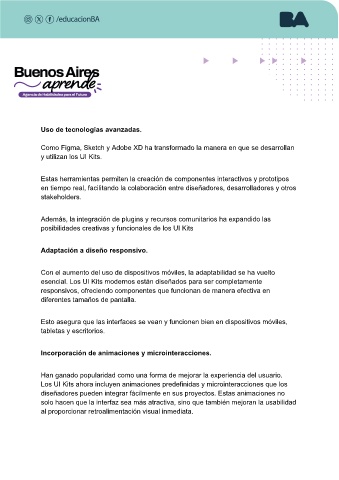 /educacionBA
BA
Buenos Aires
aprende
Agencia de Habilidades para el Futuro
Uso de tecnologías avanzadas.
Como Figma, Sketch y Adobe XD ha transformado la manera en que se desarrollan
y utilizan los UI Kits.
Estas herramientas permiten la creación de componentes interactivos y prototipos
en tiempo real, facilitando la colaboración entre diseñadores, desarrolladores y otros
stakeholders.
Además, la integración de plugins y recursos comunitarios ha expandido las
posibilidades creativas y funcionales de los UI Kits
Adaptación a diseño responsivo.
Con el aumento del uso de dispositivos móviles, la adaptabilidad se ha vuelto
esencial. Los UI Kits modernos están diseñados para ser completamente
responsivos, ofreciendo componentes que funcionan de manera efectiva en
diferentes tamaños de pantalla.
Esto asegura que las interfaces se vean y funcionen bien en dispositivos móviles,
tabletas y escritorios.
Incorporación de animaciones y microinteracciones.
Han ganado popularidad como una forma de mejorar la experiencia del usuario.
Los UI Kits ahora incluyen animaciones predefinidas y microinteracciones que los
diseñadores pueden integrar fácilmente en sus proyectos. Estas animaciones no
solo hacen que la interfaz sea más atractiva, sino que también mejoran la usabilidad
al proporcionar retroalimentación visual inmediata.